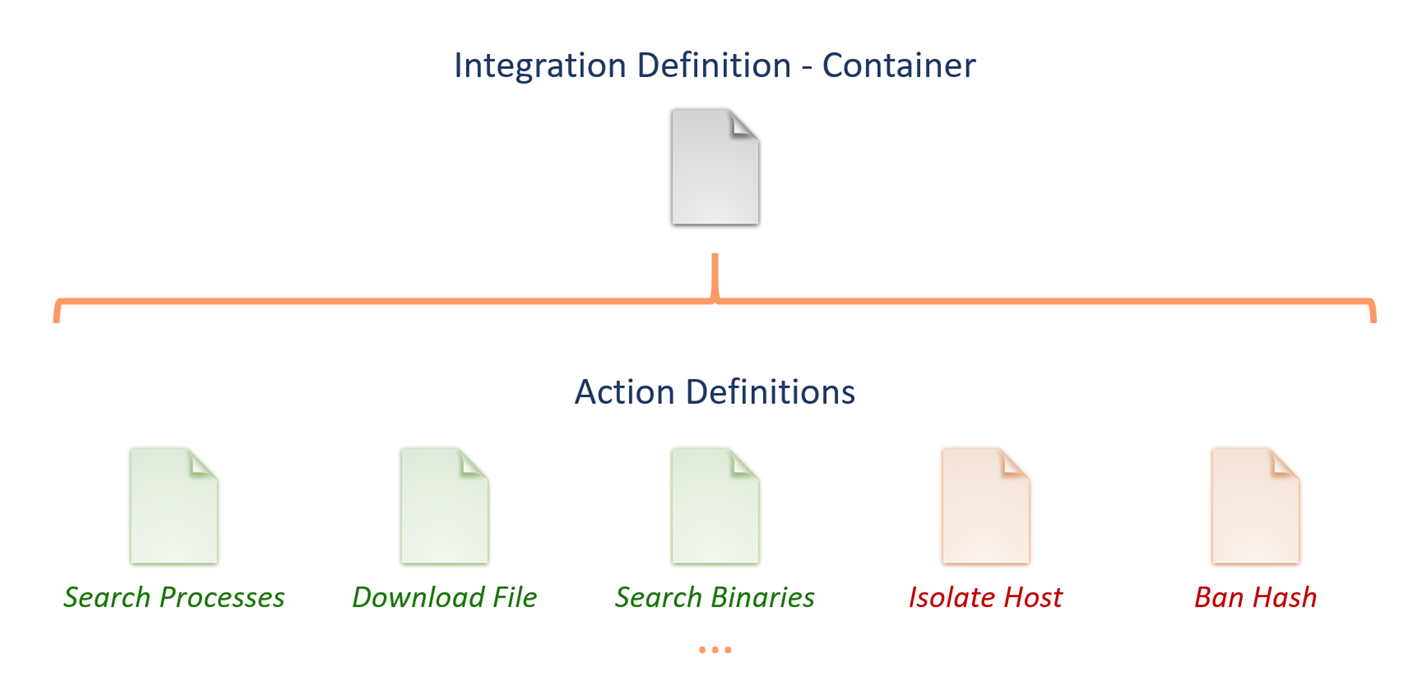 Integration Definition - Container
Action Definitions
Search Processes Download File Search Binaries Isolate Host Ban Hash
...